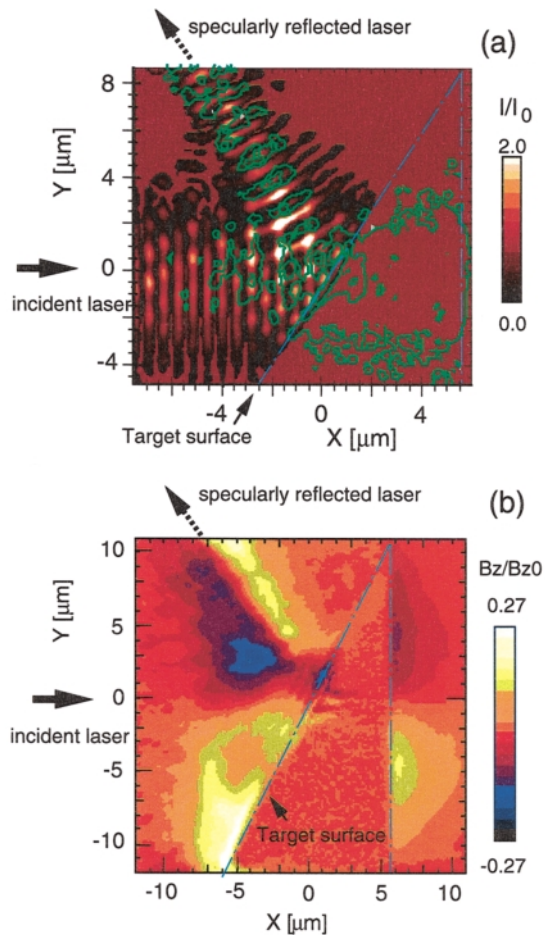 specularly reflected laser
(a)
I/I0
2.0
0.0
8
4
0
-4
Y [μm]
incident laser
-4
0
4
Target surface
X [μm]
specularly reflected laser
(b)
Bz/Bz0
0.27
-0.27
10
5
0
-5
-10
Y [μm]
incident laser
Target surface
-10
-5
0
5
10
X [μm]